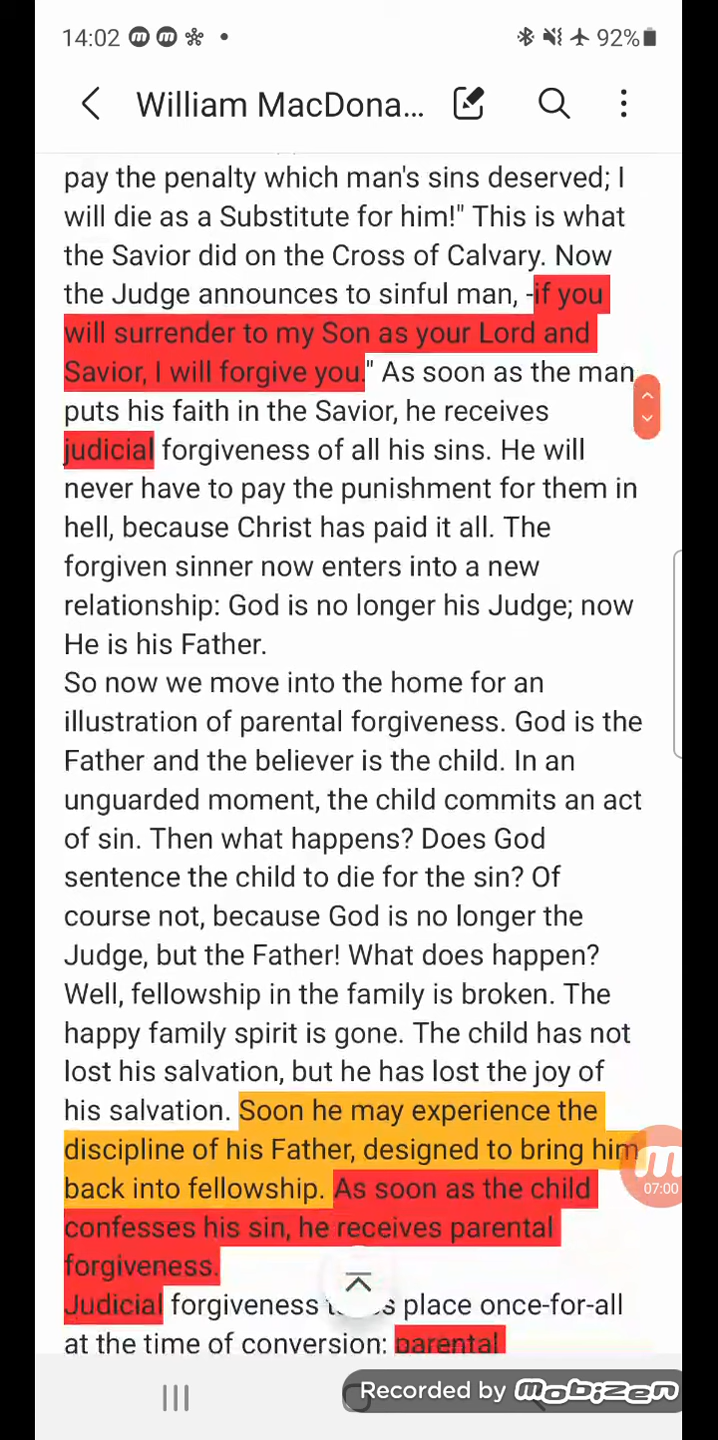 14:02 92%
William MacDona...
pay the penalty which man's sins deserved; I
will die as a Substitute for him!" This is what
the Savior did on the Cross of Calvary. Now
the Judge announces to sinful man, -if you
will surrender to my Son as your Lord and
Savior, I will forgive you." As soon as the man
puts his faith in the Savior, he receives
judicial forgiveness of all his sins. He will
never have to pay the punishment for them in
hell, because Christ has paid it all. The
forgiven sinner now enters into a new
relationship: God is no longer his Judge; now
He is his Father.
So now we move into the home for an
illustration of parental forgiveness. God is the
Father and the believer is the child. In an
unguarded moment, the child commits an act
of sin. Then what happens? Does God
sentence the child to die for the sin? Of
course not, because God is no longer the
Judge, but the Father! What does happen?
Well, fellowship in the family is broken. The
happy family spirit is gone. The child has not
lost his salvation, but he has lost the joy of
his salvation. Soon he may experience the
discipline of his Father, designed to bring him
back into fellowship. As soon as the child
07:00
confesses his sin, he receives parental
forgiveness.
Judicial forgiveness place once-for-all
at the time of conversion: parental
Recorded by Mobizen